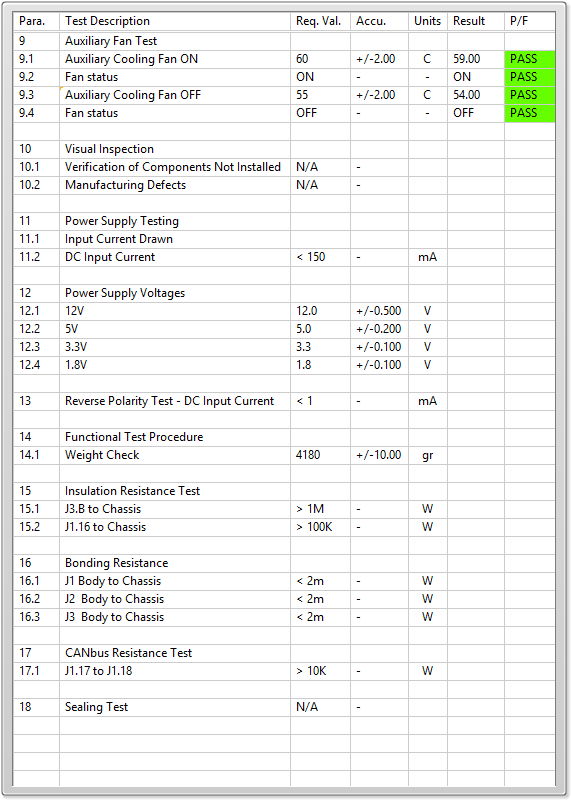 Para. Test Description Req. Val. Accu. Units Result P/F
9 Auxiliary Fan Test
9.1 Auxiliary Cooling Fan ON 60 +/-2.00 C 59.00 PASS
9.2 Fan status ON - - ON PASS
9.3 Auxiliary Cooling Fan OFF 55 +/-2.00 C 54.00 PASS
9.4 Fan status OFF - - OFF PASS
10 Visual Inspection
10.1 Verification of Components Not Installed N/A -
10.2 Manufacturing Defects N/A -
11 Power Supply Testing
11.1 Input Current Drawn
11.2 DC Input Current < 150 - mA
12 Power Supply Voltages
12.1 12V 12.0 +/-0.500 V
12.2 5V 5.0 +/-0.200 V
12.3 3.3V 3.3 +/-0.100 V
12.4 1.8V 1.8 +/-0.100 V
13 Reverse Polarity Test - DC Input Current < 1 - mA
14 Functional Test Procedure
14.1 Weight Check 4180 +/-10.00 gr
15 Insulation Resistance Test
15.1 J3.B to Chassis > 1M - W
15.2 J1.16 to Chassis > 100K - W
16 Bonding Resistance
16.1 J1 Body to Chassis < 2m - W
16.2 J2 Body to Chassis < 2m - W
16.3 J3 Body to Chassis < 2m - W
17 CANbus Resistance Test
17.1 J1.17 to J1.18 > 10K - W
18 Sealing Test N/A -